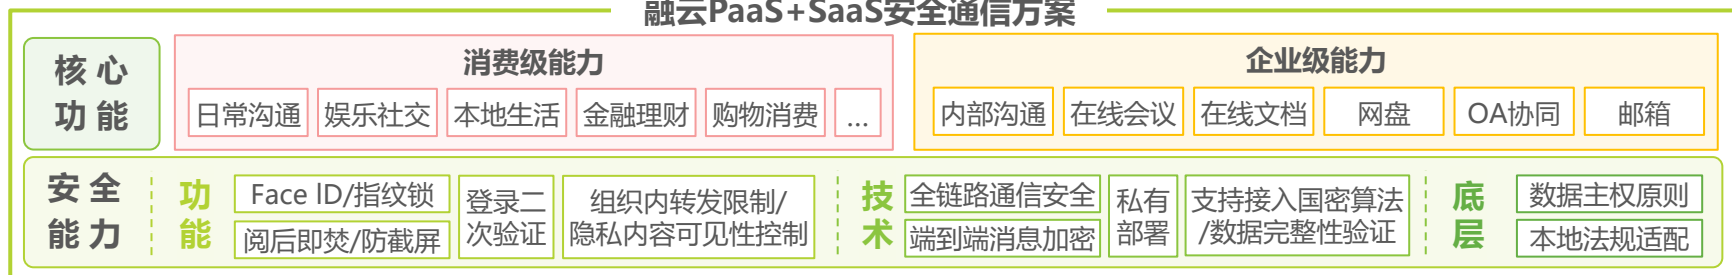 融云PaaS+SaaS安全通信方案
核心
功能
消费级能力
日常沟通 娱乐社交 本地生活 金融理财 购物消费 ...
企业级能力
内部沟通 在线会议 在线文档 网盘 OA协同 邮箱
安全
能力
功
能
Face ID/指纹锁
阅后即焚/防截屏
登录二
次验证
组织内转发限制/
隐私内容可见性控制
技
术
全链路通信安全
端到端消息加密
私有
部署
支持接入国密算法
/数据完整性验证
底
层
数据主权原则
本地法规适配